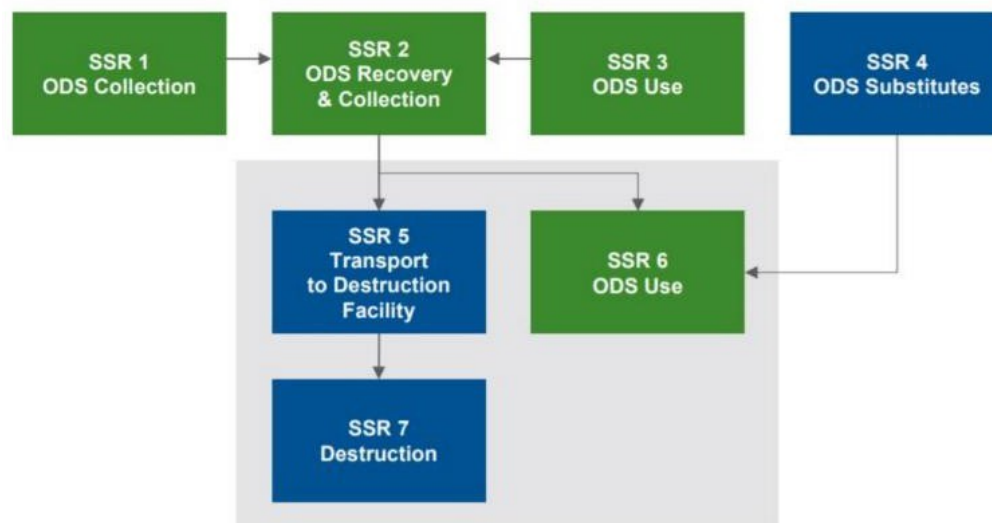 SSR 1
ODS Collection
SSR 2
ODS Recovery
& Collection
SSR 3
ODS Use
SSR 4
ODS Substitutes
SSR 5
Transport
to Destruction
Facility
SSR 6
ODS Use
SSR 7
Destruction